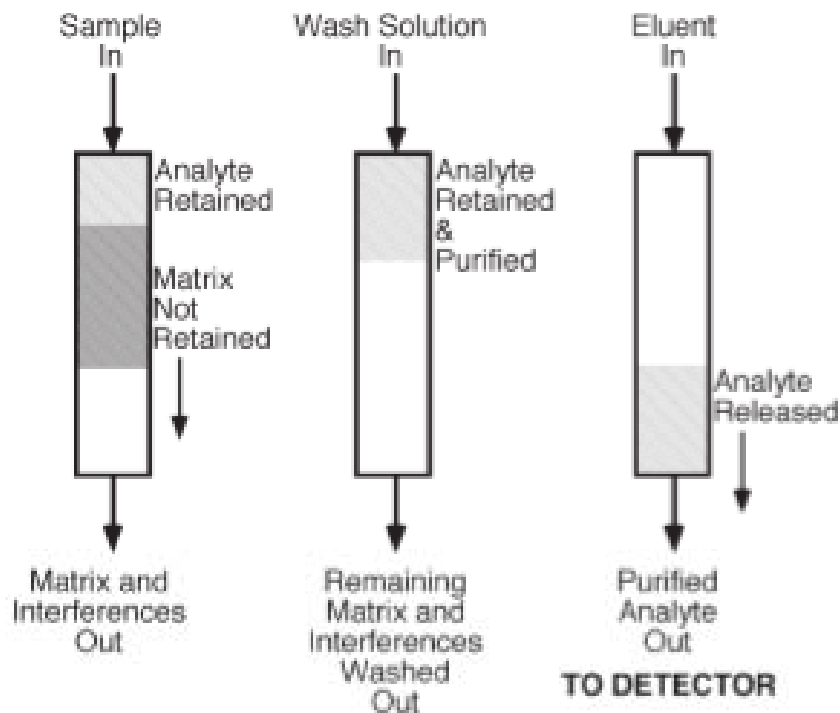 Sample
In
Analyte
Retained
Matrix
Not
Retained
Matrix and
Interferences
Out
Wash Solution
In
Analyte
Retained
&
Purified
Remaining
Matrix and
Interferences
Washed
Out
Eluent
In
Analyte
Released
Purified
Analyte
Out
TO DETECTOR